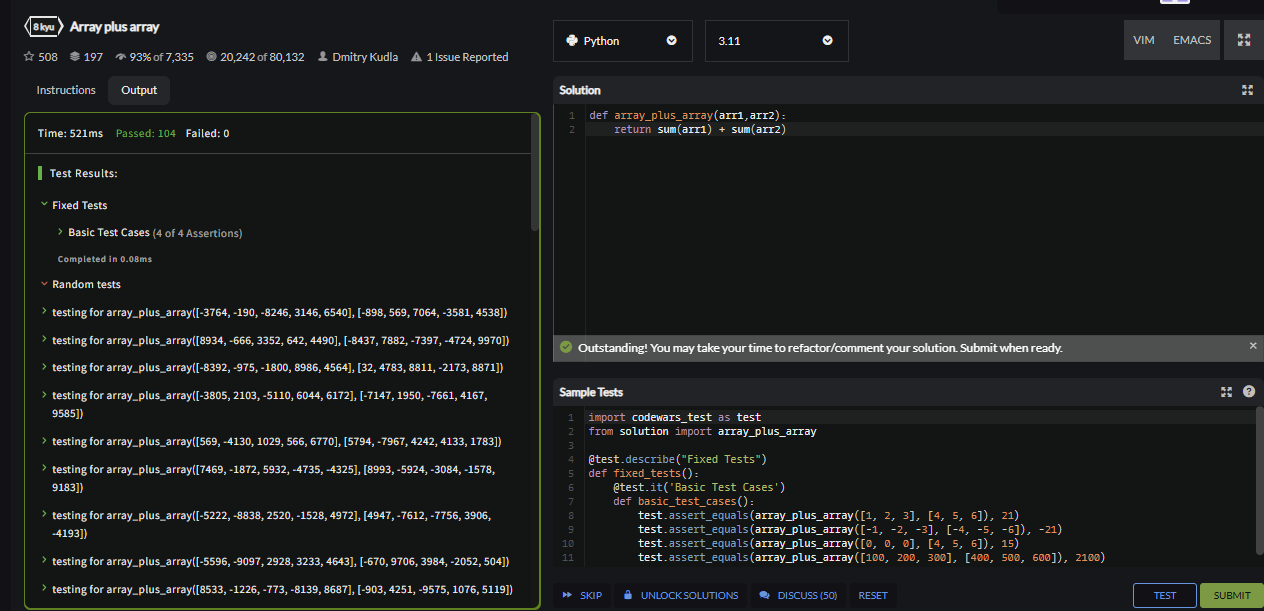 8 kyu Array plus array
508 197 93% of 7,335 20,242 of 80,132 Dmitry Kudla 1 Issue Reported
Instructions Output
Time: 521ms Passed: 104 Failed: 0
Test Results:
Fixed Tests
Basic Test Cases (4 of 4 Assertions)
Completed in 0.08ms
Random tests
testing for array_plus_array([-3764, -190, -8246, 3146, 6540], [-898, 569, 7064, -3581, 4538])
testing for array_plus_array([8934, -666, 3352, 642, 4490], [-8437, 7882, -7397, -4724, 9970])
testing for array_plus_array([-8392, -975, -1800, 8986, 4564], [32, 4783, 8811, -2173, 8871])
testing for array_plus_array([-3805, 2103, -5110, 6044, 6172], [-7147, 1950, -7661, 4167,
9585])
testing for array_plus_array([569, -4130, 1029, 566, 6770], [5794, -7967, 4242, 4133, 1783])
testing for array_plus_array([7469, -1872, 5932, -4735, -4325], [8993, -5924, -3084, -1578,
9183])
testing for array_plus_array([-5222, -8838, 2520, -1528, 4972], [4947, -7612, -7756, 3906,
-4193])
testing for array_plus_array([-5596, -9097, 2928, 3233, 4643], [-670, 9706, 3984, -2052, 504])
testing for array_plus_array([8533, -1226, -773, -8139, 8687], [-903, 4251, -9575, 1076, 5119])
Python 3.11 VIM EMACS
Solution
1 def array_plus_array(arr1,arr2):
2 return sum(arr1) + sum(arr2)
Outstanding! You may take your time to refactor/comment your solution. Submit when ready.
Sample Tests
1 import codewars_test as test
2 from solution import array_plus_array
3
4 @test.describe("Fixed Tests")
5 def fixed_tests():
6 @test.it('Basic Test Cases')
7 def basic_test_cases():
8 test.assert_equals(array_plus_array([1, 2, 3], [4, 5, 6]), 21)
9 test.assert_equals(array_plus_array([-1, -2, -3], [-4, -5, -6]), -21)
10 test.assert_equals(array_plus_array([0, 0, 0], [4, 5, 6]), 15)
11 test.assert_equals(array_plus_array([100, 200, 300], [400, 500, 600]), 2100)
SKIP UNLOCK SOLUTIONS DISCUSS (50) RESET TEST SUBMIT